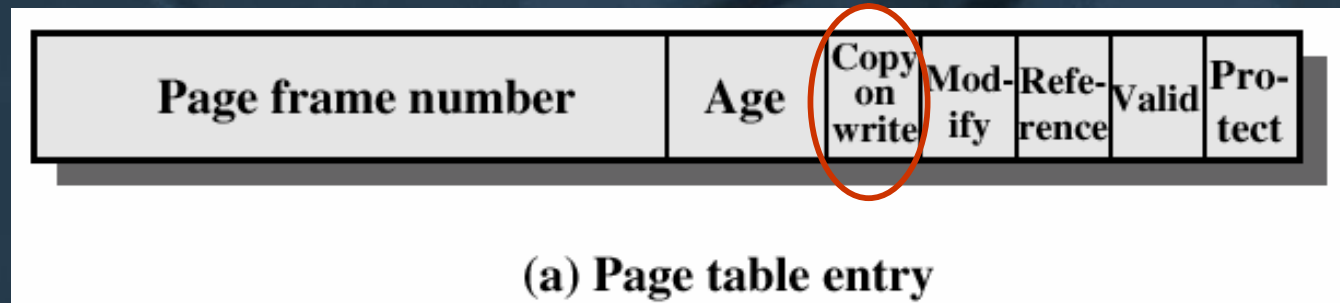 Page frame number
Age
Copy
on
write
Mod-
ify
Refe-
rence
Valid
Pro-
tect
(a) Page table entry